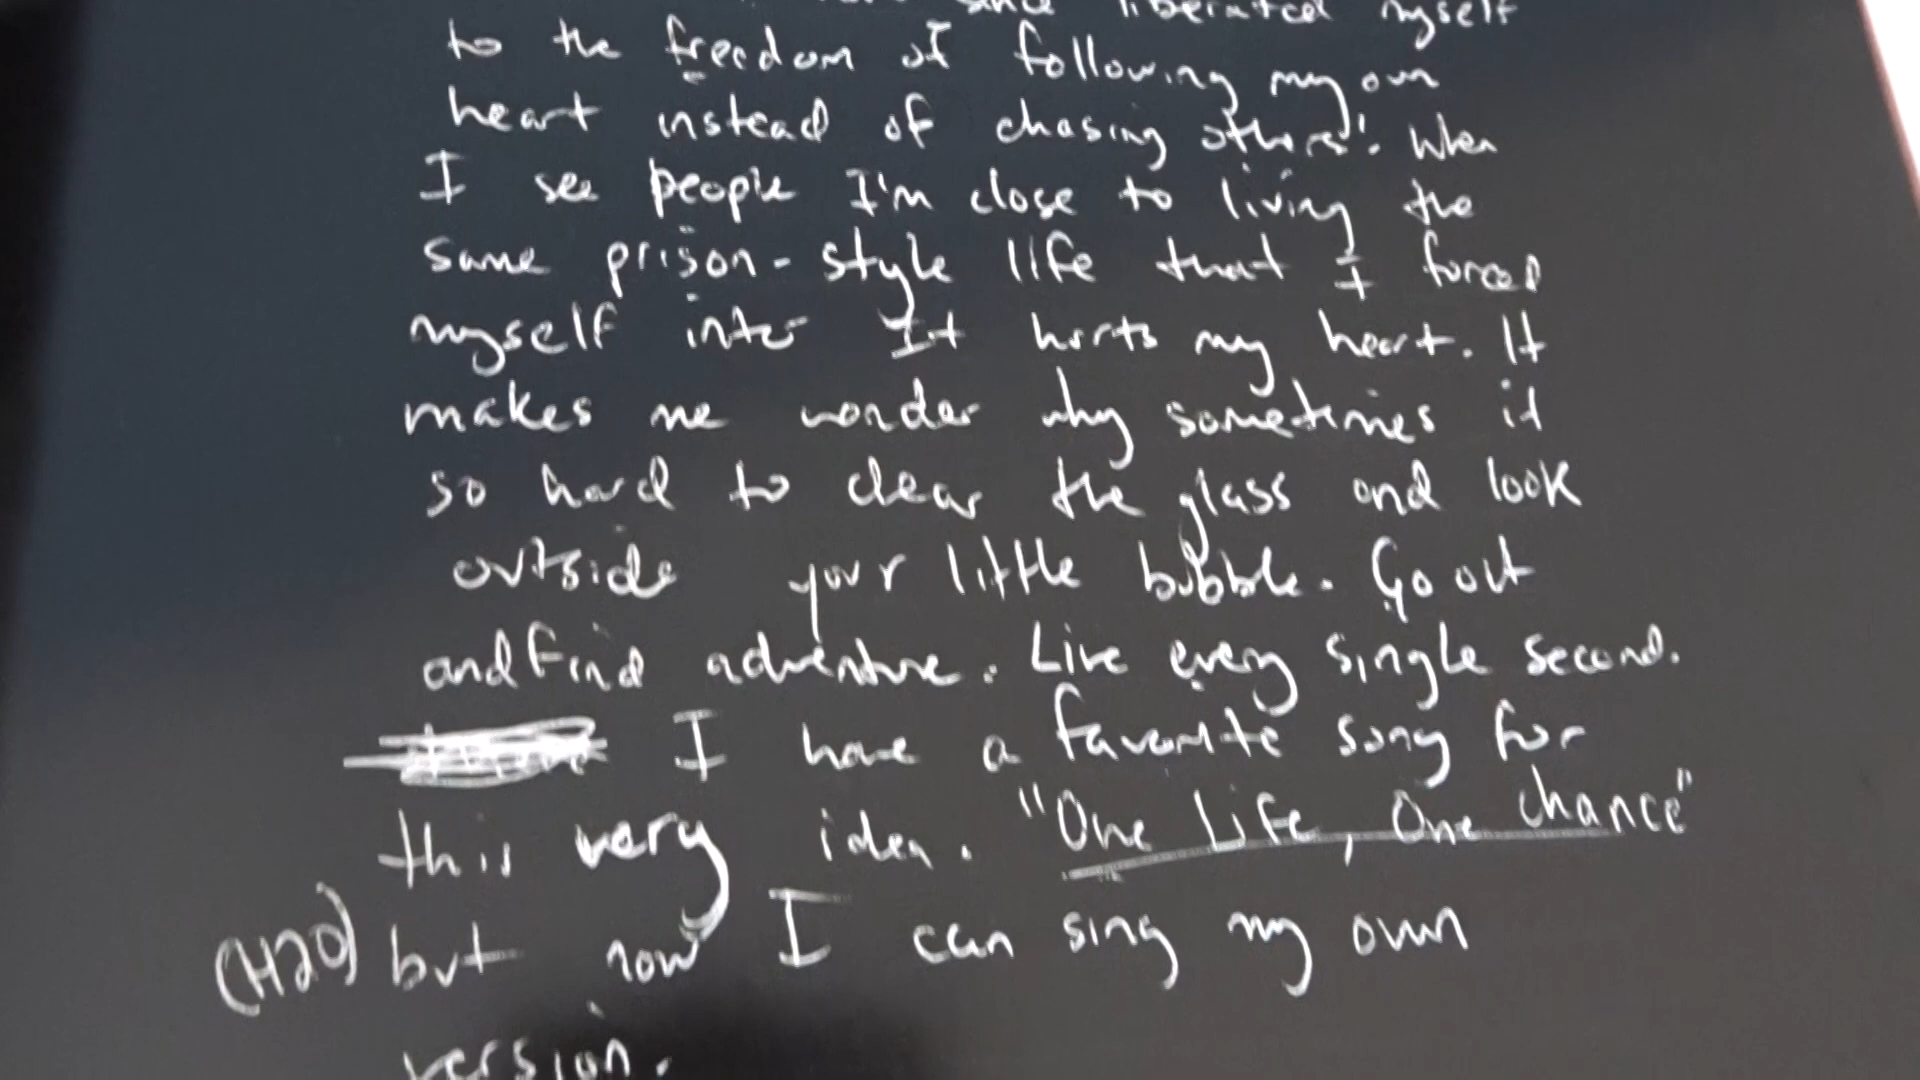 since liberated myself
to the freedom of following my own
heart instead of chasing others'. When
I see people I'm close to living the
same prison-style life that I forced
myself into It hurts my heart. It
makes me wonder why sometimes it
so hard to clear the glass and look
outside your little bubble. Go out
and find adventure. Live every single second.
I have a favorite song for
this very idea. "One Life, One chance"
(H2O) but now I can sing my own
version.